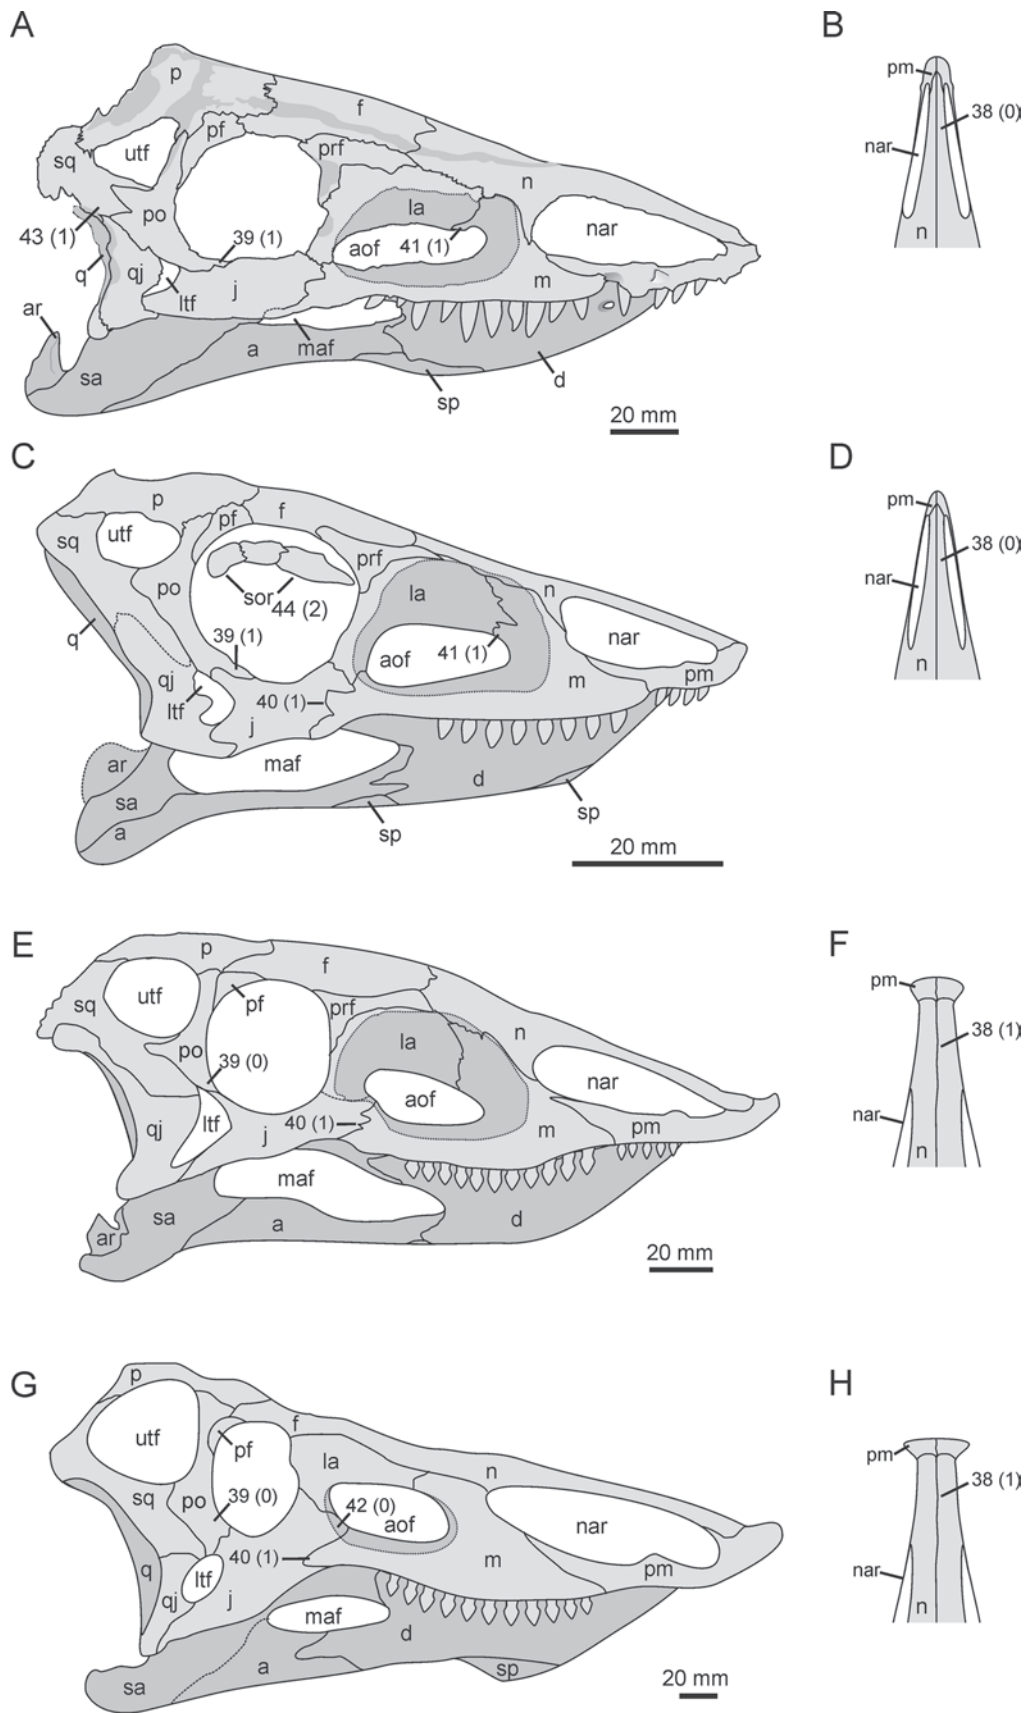 A
p
f
pf
prf
utf
sq
n
la
po
nar
43 (1)
39 (1)
aof
41 (1)
q
qj
m
ltf
j
ar
a
maf
d
sa
sp
20 mm
B
pm
38 (0)
nar
n
C
p
f
pf
utf
sq
prf
n
po
sor
44 (2)
la
nar
q
39 (1)
aof
41 (1)
pm
qj
m
ltf
40 (1)
j
ar
maf
d
sa
sp
a
sp
20 mm
D
pm
38 (0)
nar
n
E
p
f
utf
pf
prf
sq
n
po
la
39 (0)
nar
aof
ltf
qj
40 (1)
pm
j
m
maf
sa
d
ar
a
20 mm
F
pm
38 (1)
nar
n
G
p
f
utf
pf
la
n
sq
po
39 (0)
42 (0)
aof
nar
40 (1)
m
q
ltf
pm
qj
j
maf
d
a
sp
sa
20 mm
H
pm
38 (1)
nar
n